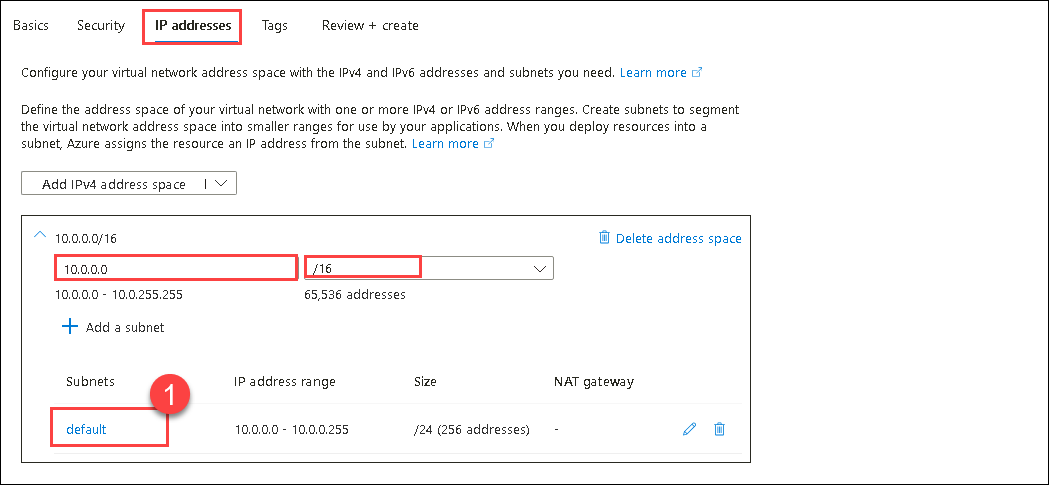 Basics Security IP addresses Tags Review + create
Configure your virtual network address space with the IPv4 and IPv6 addresses and subnets you need. Learn more
Define the address space of your virtual network with one or more IPv4 or IPv6 address ranges. Create subnets to segment
the virtual network address space into smaller ranges for use by your applications. When you deploy resources into a
subnet, Azure assigns the resource an IP address from the subnet. Learn more
Add IPv4 address space
10.0.0.0/16 Delete address space
10.0.0.0 /16
10.0.0.0 - 10.0.255.255 65,536 addresses
Add a subnet
Subnets IP address range Size NAT gateway
1
default 10.0.0.0 - 10.0.0.255 /24 (256 addresses) -